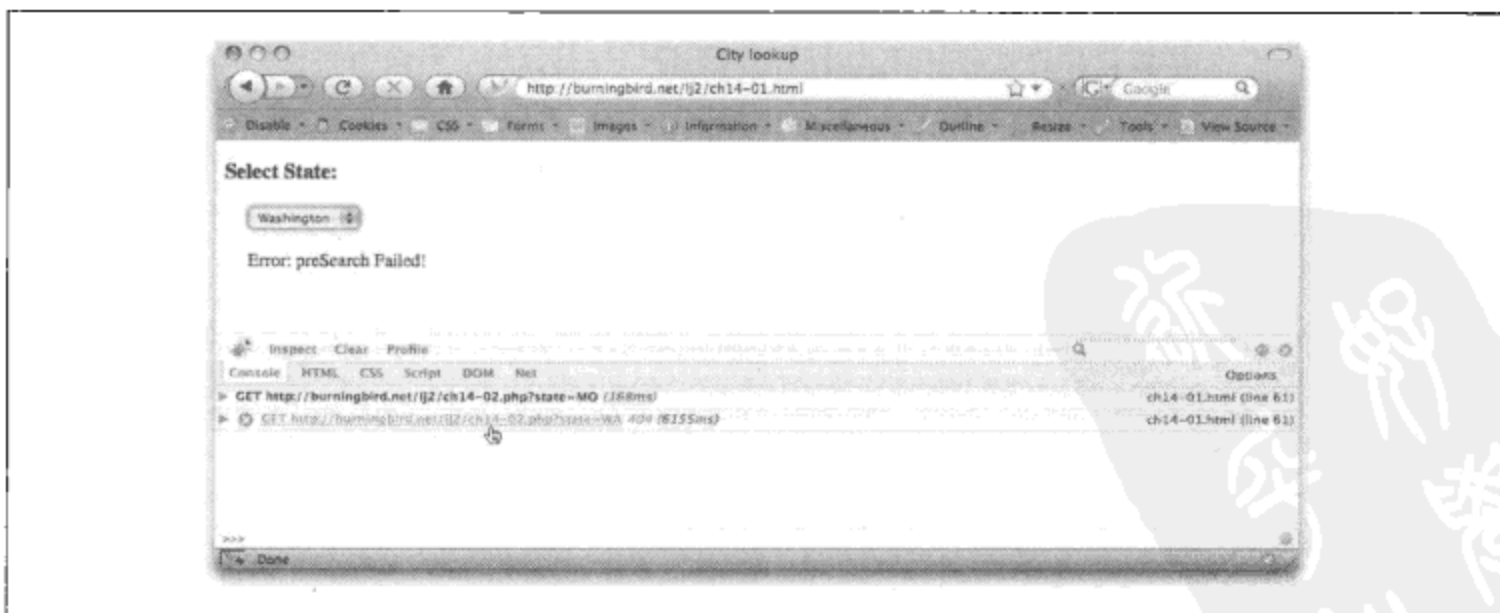 City lookup
http://burningbird.net/lj2/ch14-01.html
Google
Disable Cookies CSS Forms Images Information Miscellaneous Outline Resize Tools View Source
Select State:
Washington
Error: preSearch Failed!
Inspect Clear Profile
Console HTML CSS Script DOM Net
Options
GET http://burningbird.net/lj2/ch14-02.php?state=MO (168ms) ch14-01.html (line 61)
GET http://burningbird.net/lj2/ch14-02.php?state=WA 404 (6155ms) ch14-01.html (line 61)
>>>
Done